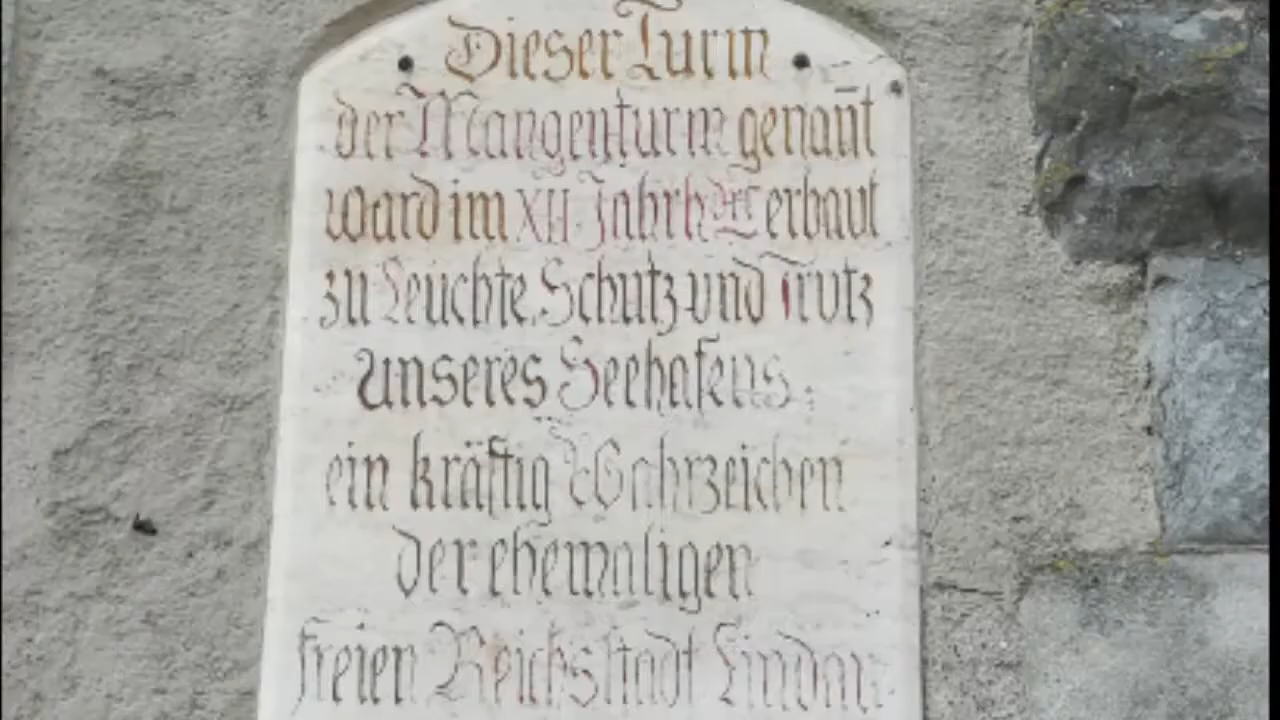 Dieser Turm
der Mangenturm genan̄t
ward im XII. Jahrhdrt erbaut
zu Leuchte, Schutz und Trutz
unseres Seehafens,
ein kräftig Wahrzeichen
der ehemaligen
freien Reichsstadt Lindau.